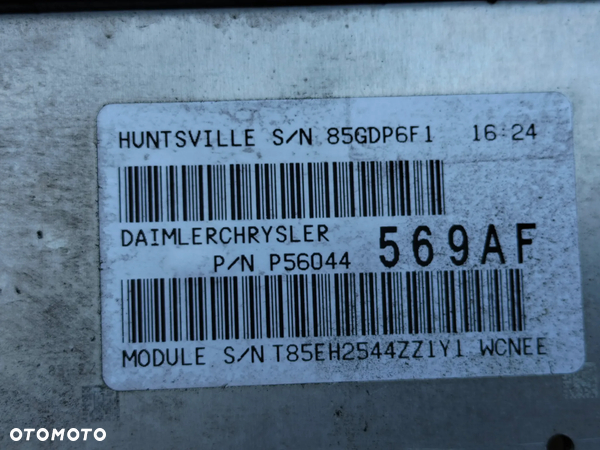 HUNTSVILLE S/N 85GDP6F1 16:24
DAIMLERCHRYSLER
P/N P56044 569AF
MODULE S/N T85EH2544ZZ1Y1 WCNEE
OTOMOTO